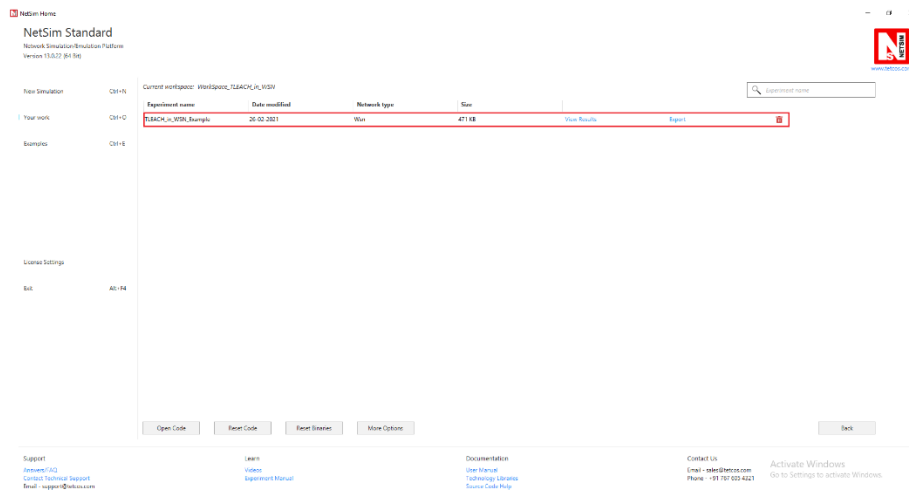 NetSim Home
NetSim Standard
Network Simulation/Emulation Platform
Version 13.0.22 (64 Bit)
NETSIM
www.tetcos.com
New Simulation Ctrl+N
Your work Ctrl+O
Examples Ctrl+E
License Settings
Exit Alt+F4
Current workspace: WorkSpace_TLEACH_in_WSN
Experiment name
Experiment name Date modified Network type Size
TLEACH_in_WSN_Example 26-02-2021 Wsn 471 KB View Results Export
Open Code Reset Code Reset Binaries More Options Back
Support Learn Documentation Contact Us
Answers/FAQ Videos User Manual Email - sales@tetcos.com
Contact Technical Support Experiment Manual Technology Libraries Phone - +91 767 605 4321
Email - support@tetcos.com Source Code Help
Activate Windows
Go to Settings to activate Windows.